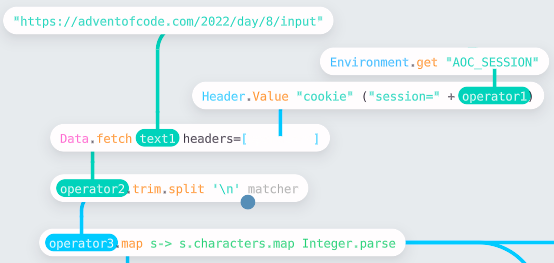 "https://adventofcode.com/2022/day/8/input"
Environment.get "AOC_SESSION"
Header.Value "cookie" ("session=" + operator1)
Data.fetch text1 headers=[ ]
operator2.trim.split '\n' matcher
operator3.map s-> s.characters.map Integer.parse